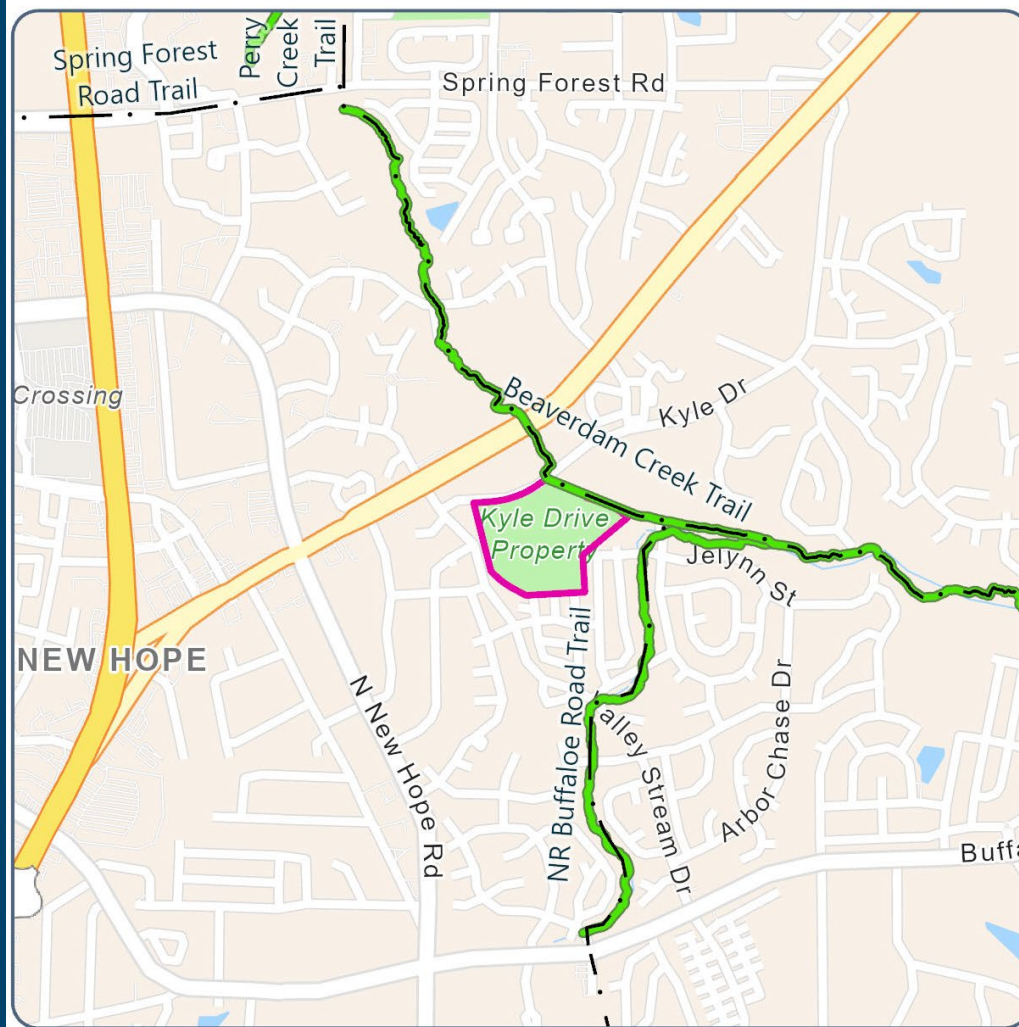 Spring Forest
Road Trail
Perry
Creek
Trail
Spring Forest Rd
Crossing
Beaverdam Creek Trail
Kyle Dr
Kyle Drive
Property
Jelynn St
NEW HOPE
N New Hope Rd
NR Buffaloe Road Trail
Valley Stream Dr
Arbor Chase Dr
Buffa